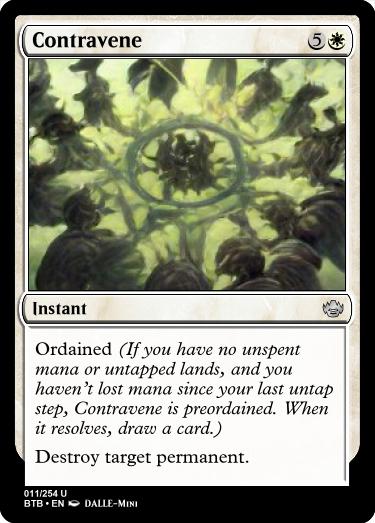 Contravene 5
Instant
Ordained (If you have no unspent
mana or untapped lands, and you
haven't lost mana since your last untap
step, Contravene is preordained. When
it resolves, draw a card.)
Destroy target permanent.
011/254 U
BTB • EN DALLE-Mini